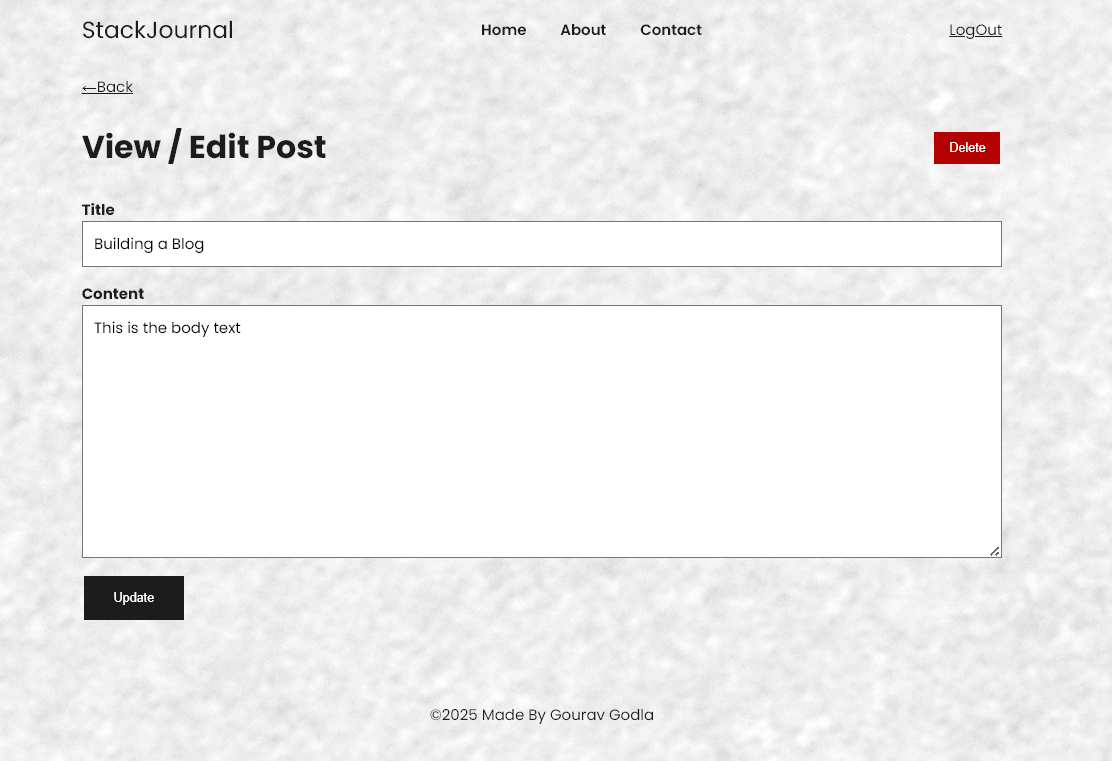 StackJournal Home About Contact LogOut
←Back
View / Edit Post Delete
Title
Building a Blog
Content
This is the body text
Update
©2025 Made By Gourav Godla